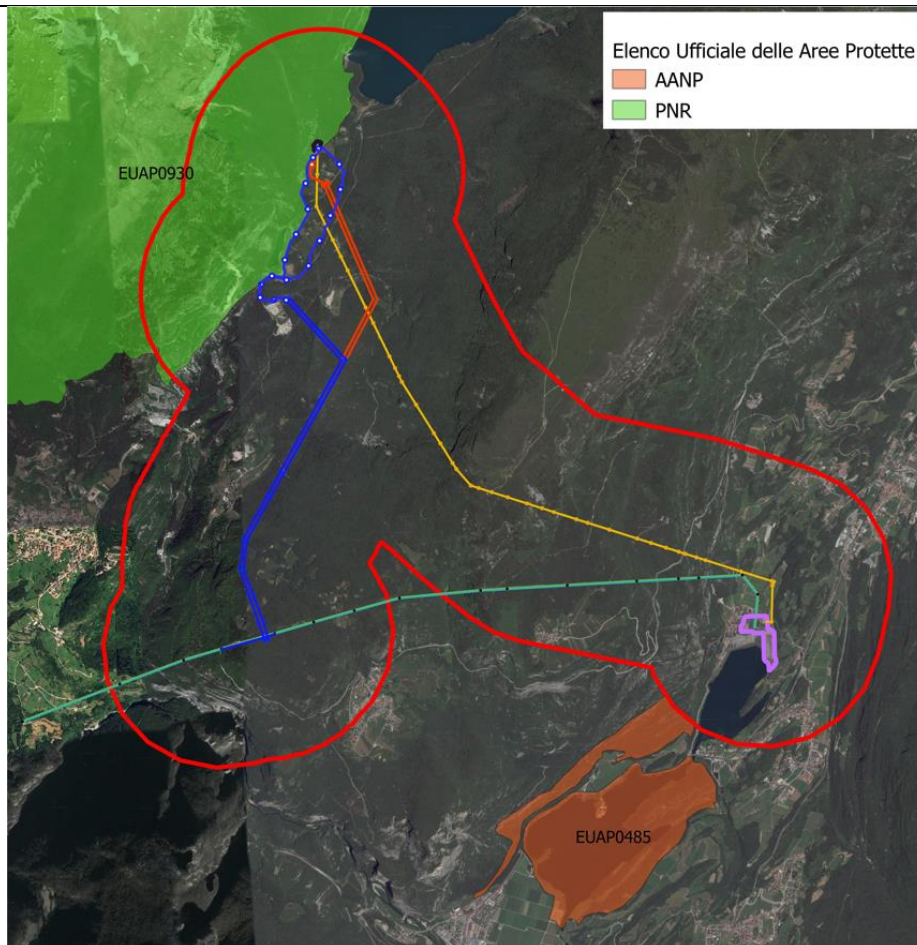 Elenco Ufficiale delle Aree Protette
AANP
PNR
EUAP0930
EUAP0485